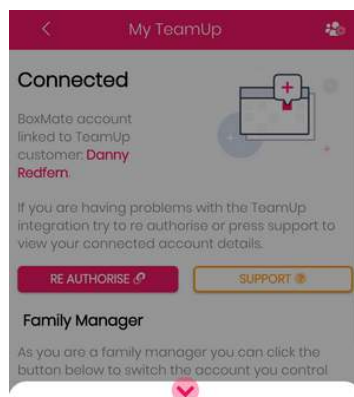 My TeamUp
Connected
BoxMate account
linked to TeamUp
customer: Danny
Redfern.
If you are having problems with the TeamUp
integration try to re authorise or press support to
view your connected account details.
RE AUTHORISE
SUPPORT
Family Manager
As you are a family manager you can click the
button below to switch the account you control